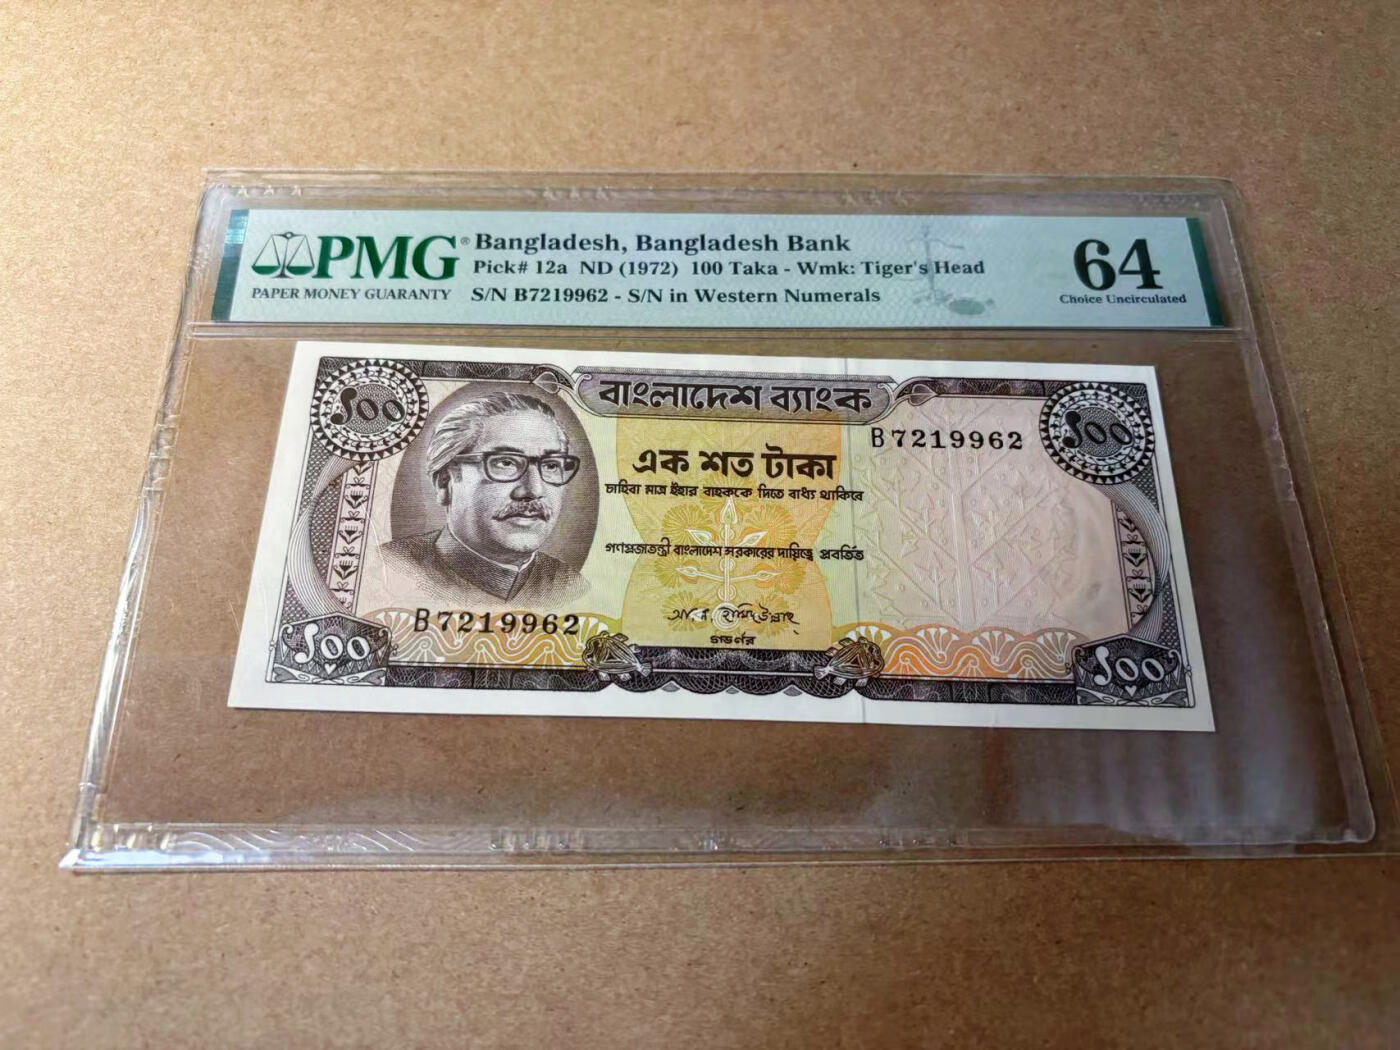 PMG® Bangladesh, Bangladesh Bank
Pick# 12a ND (1972) 100 Taka - Wmk: Tiger's Head
64
PAPER MONEY GUARANTY
S/N B7219962 - S/N in Western Numerals
Choice Uncirculated
১০০
বাংলাদেশ ব্যাংক
১০০
B7219962
এক শত টাকা
চাহিবা মাত্র ইহার বাহককে দিতে বাধ্য থাকিবে
গণপ্রজাতন্ত্রী বাংলাদেশ সরকারের দায়িত্বে প্রবর্তিত
B7219962
গভর্ণর
১০০
১০০